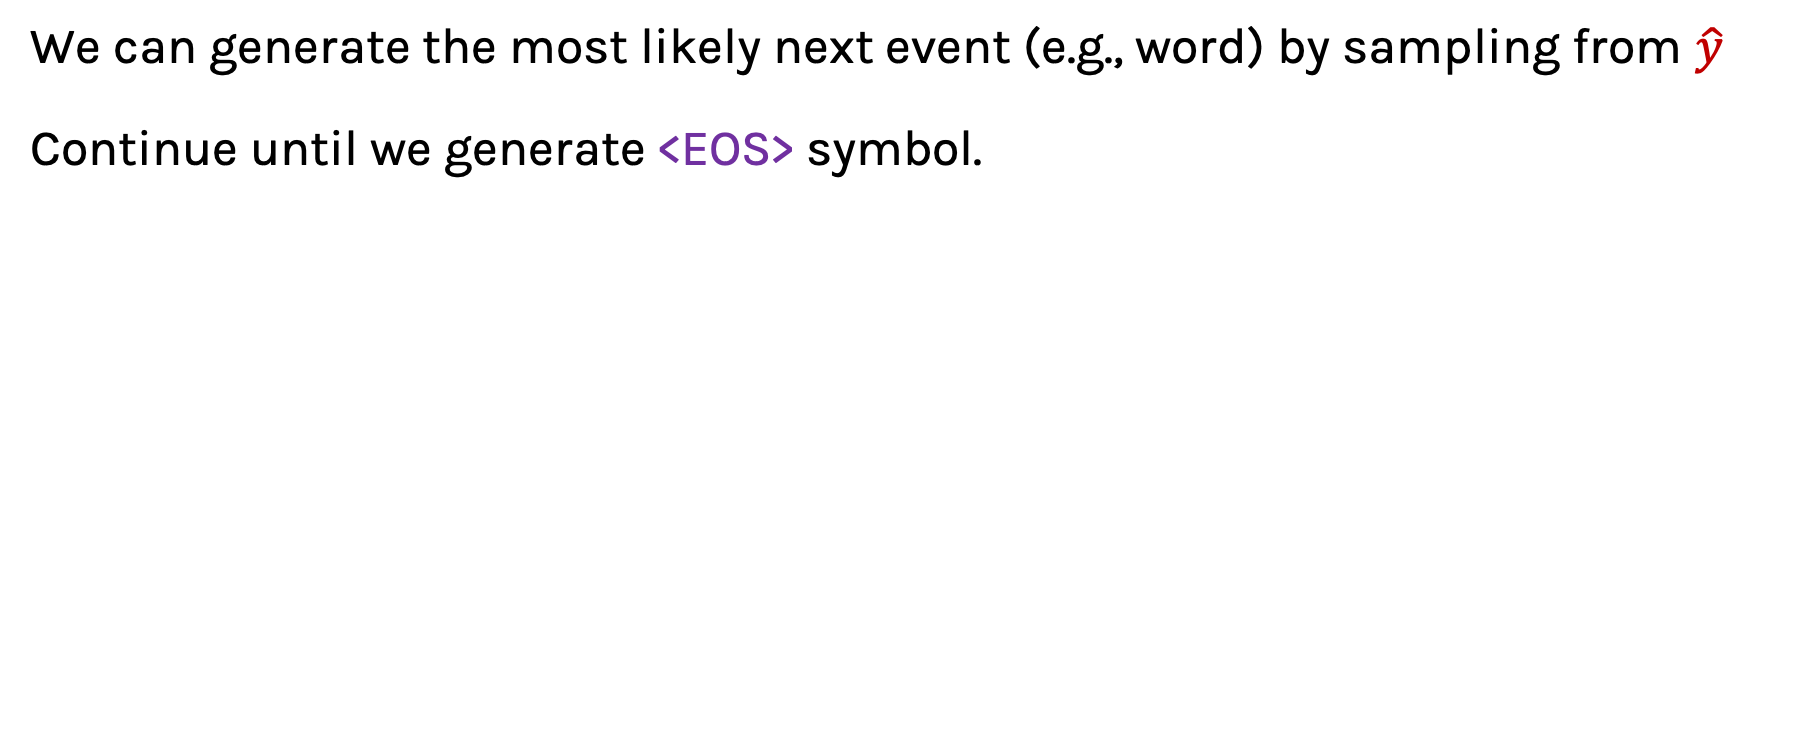 We can generate the most likely next event (e.g., word) by sampling from ŷ
Continue until we generate <EOS> symbol.